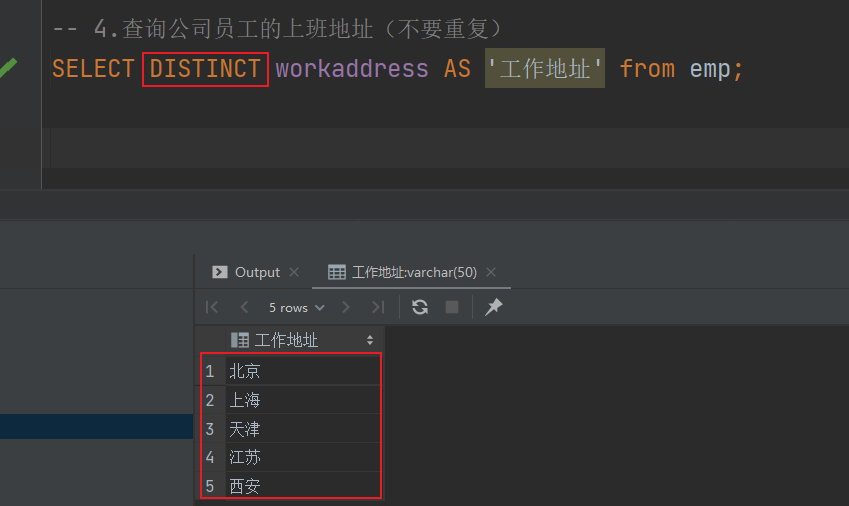 -- 4.查询公司员工的上班地址（不要重复）
SELECT DISTINCT workaddress AS '工作地址' from emp;
Output
工作地址:varchar(50)
5 rows
工作地址
1 北京
2 上海
3 天津
4 江苏
5 西安